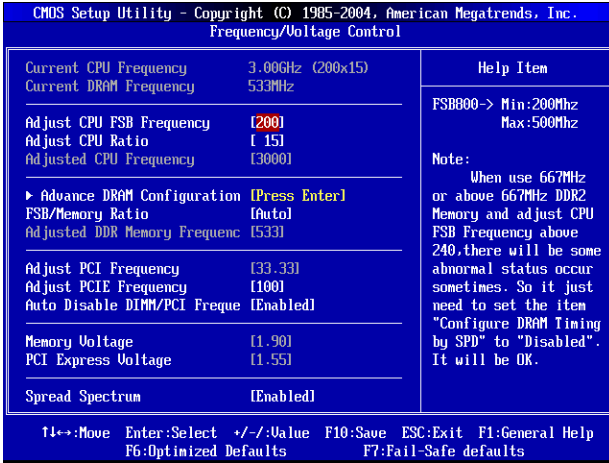 CMOS Setup Utility - Copyright (C) 1985-2004, American Megatrends, Inc.
Frequency/Voltage Control
Current CPU Frequency 3.00GHz (200x15)
Current DRAM Frequency 533MHz
Adjust CPU FSB Frequency [200]
Adjust CPU Ratio [ 15]
Adjusted CPU Frequency [3000]
▶ Advance DRAM Configuration [Press Enter]
FSB/Memory Ratio [Auto]
Adjusted DDR Memory Frequenc [533]
Adjust PCI Frequency [33.33]
Adjust PCIE Frequency [100]
Auto Disable DIMM/PCI Freque [Enabled]
Memory Voltage [1.90]
PCI Express Voltage [1.55]
Spread Spectrum [Enabled]
Help Item
FSB800-> Min:200Mhz
Max:500Mhz
Note:
When use 667MHz
or above 667MHz DDR2
Memory and adjust CPU
FSB Frequency above
240,there will be some
abnormal status occur
sometimes. So it just
need to set the item
"Configure DRAM Timing
by SPD" to "Disabled".
It will be OK.
↑↓↔:Move Enter:Select +/-/:Value F10:Save ESC:Exit F1:General Help
F6:Optimized Defaults F7:Fail-Safe defaults